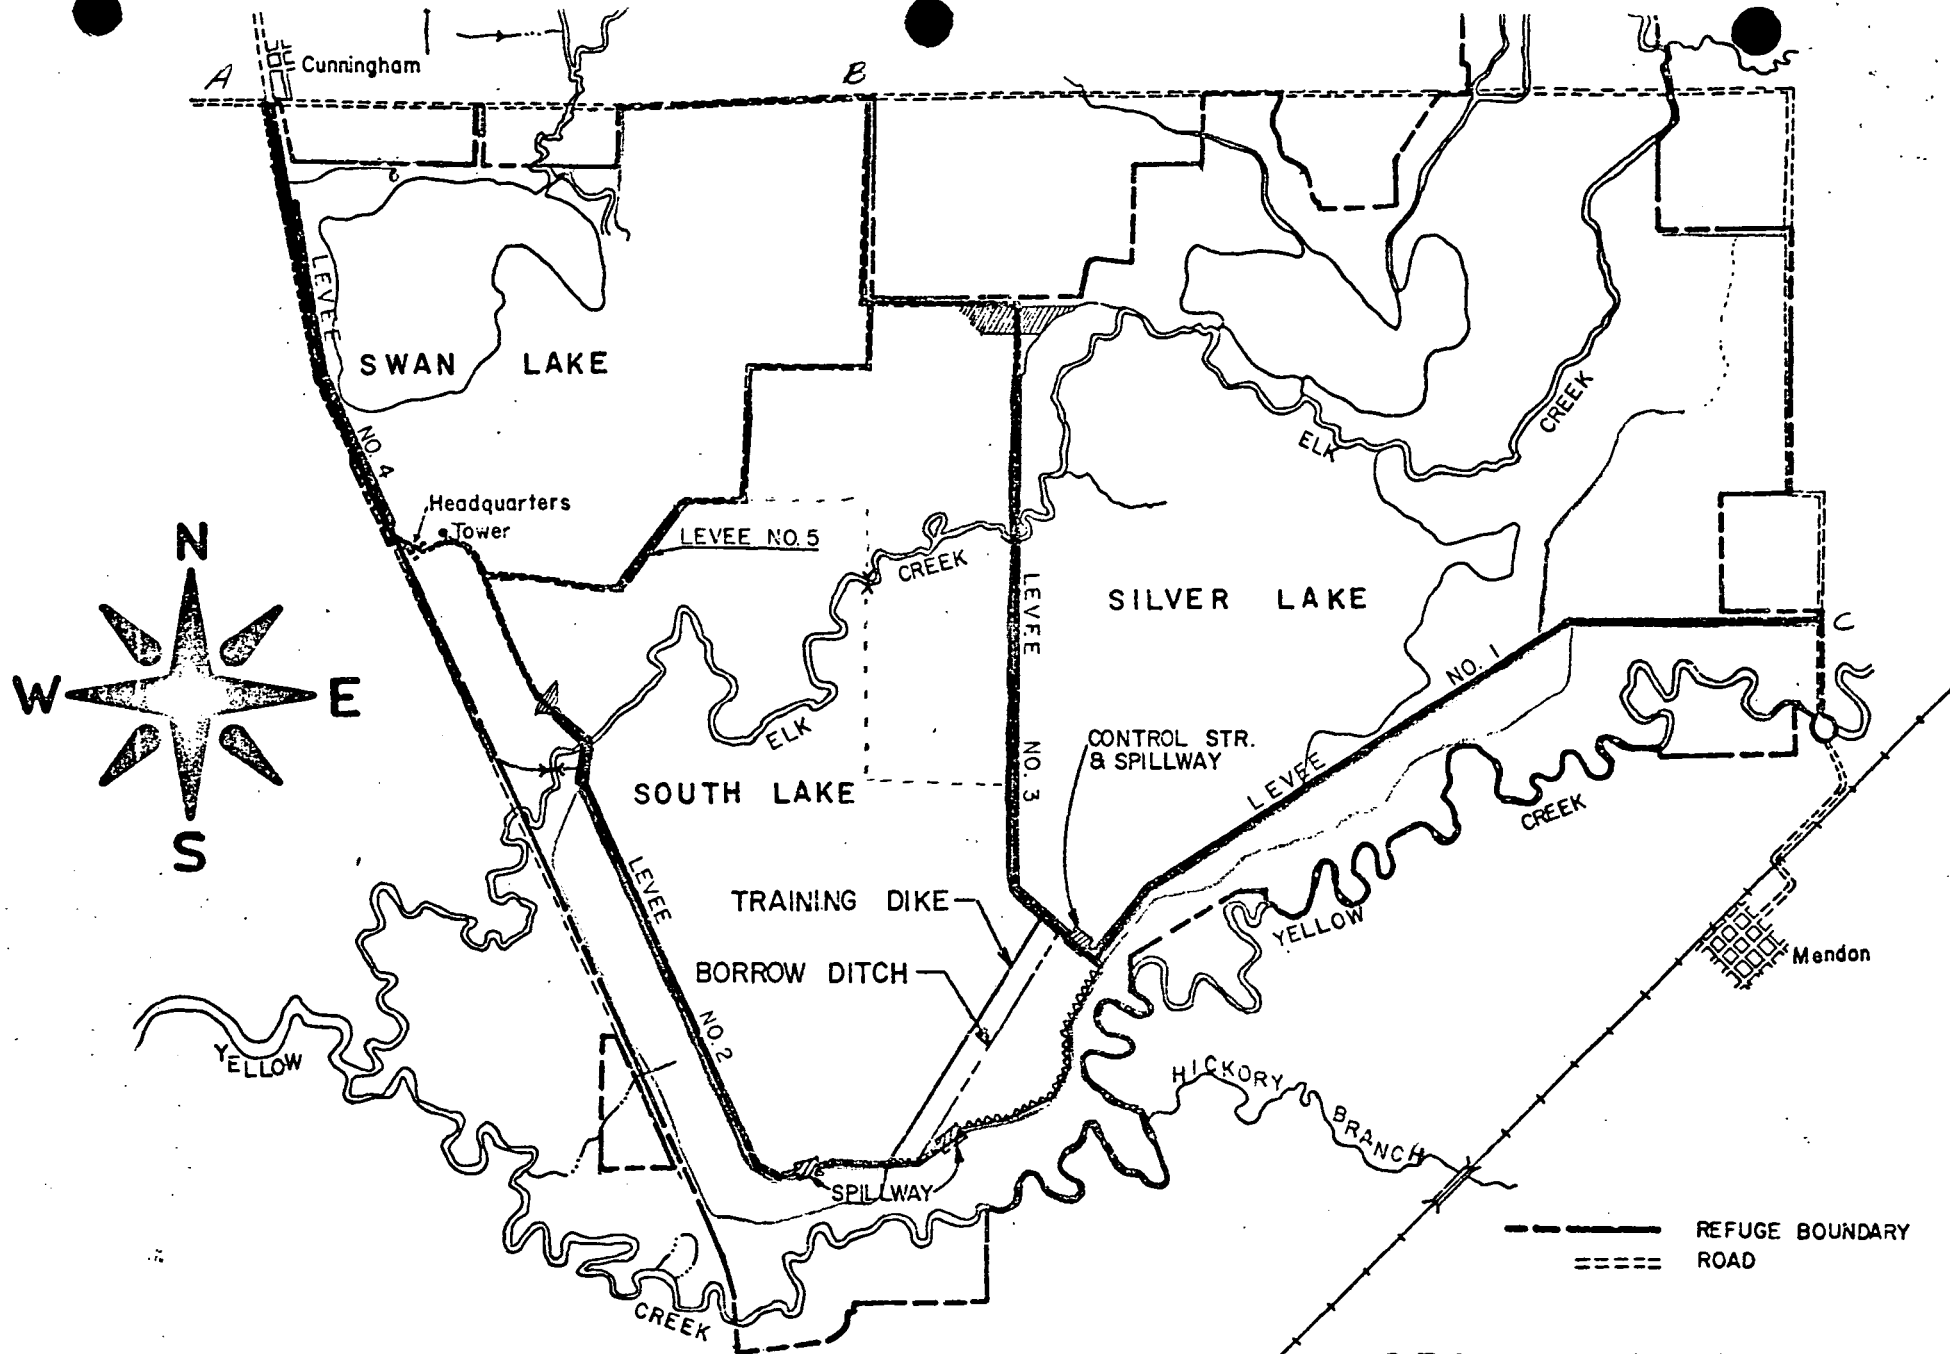 Cunningham
A
B
LEVEE
NO. 4
SWAN LAKE
Headquarters
Tower
LEVEE NO. 5
CREEK
ELK
CREEK
N
W E
S
ELK
LEVEE
NO. 3
SILVER LAKE
C
NO. 1
LEVEE
CONTROL STR.
& SPILLWAY
SOUTH LAKE
CREEK
YELLOW
TRAINING DIKE
BORROW DITCH
LEVEE
NO. 2
Mendon
YELLOW
HICKORY
BRANCH
SPILLWAY
CREEK
REFUGE BOUNDARY
ROAD